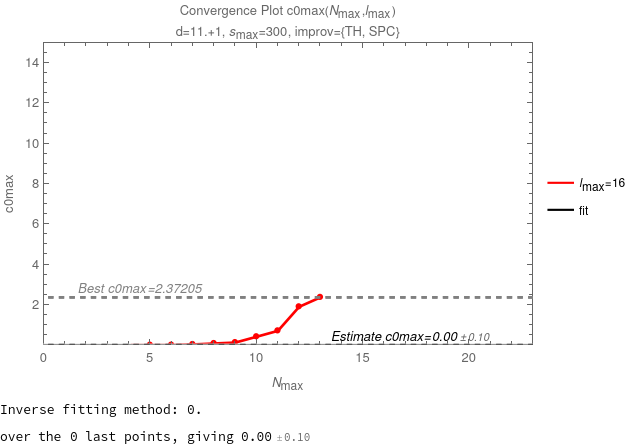 Convergence Plot c0max(Nmax,lmax)
d=11.+1, smax=300, improv={TH, SPC}
14
12
10
8
6
4
2
c0max
Best c0max=2.37205
Estimate c0max=0.00 ±0.10
0 5 10 15 20
Nmax
lmax=16
fit
Inverse fitting method: 0.
over the 0 last points, giving 0.00 ±0.10